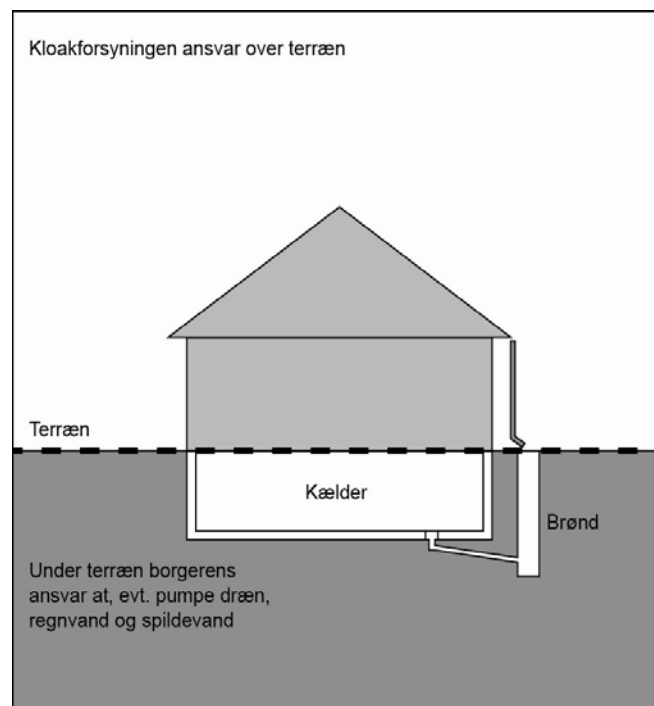 Kloakforsyningen ansvar over terræn
Terræn
Kælder
Brønd
Under terræn borgerens
ansvar at, evt. pumpe dræn,
regnvand og spildevand